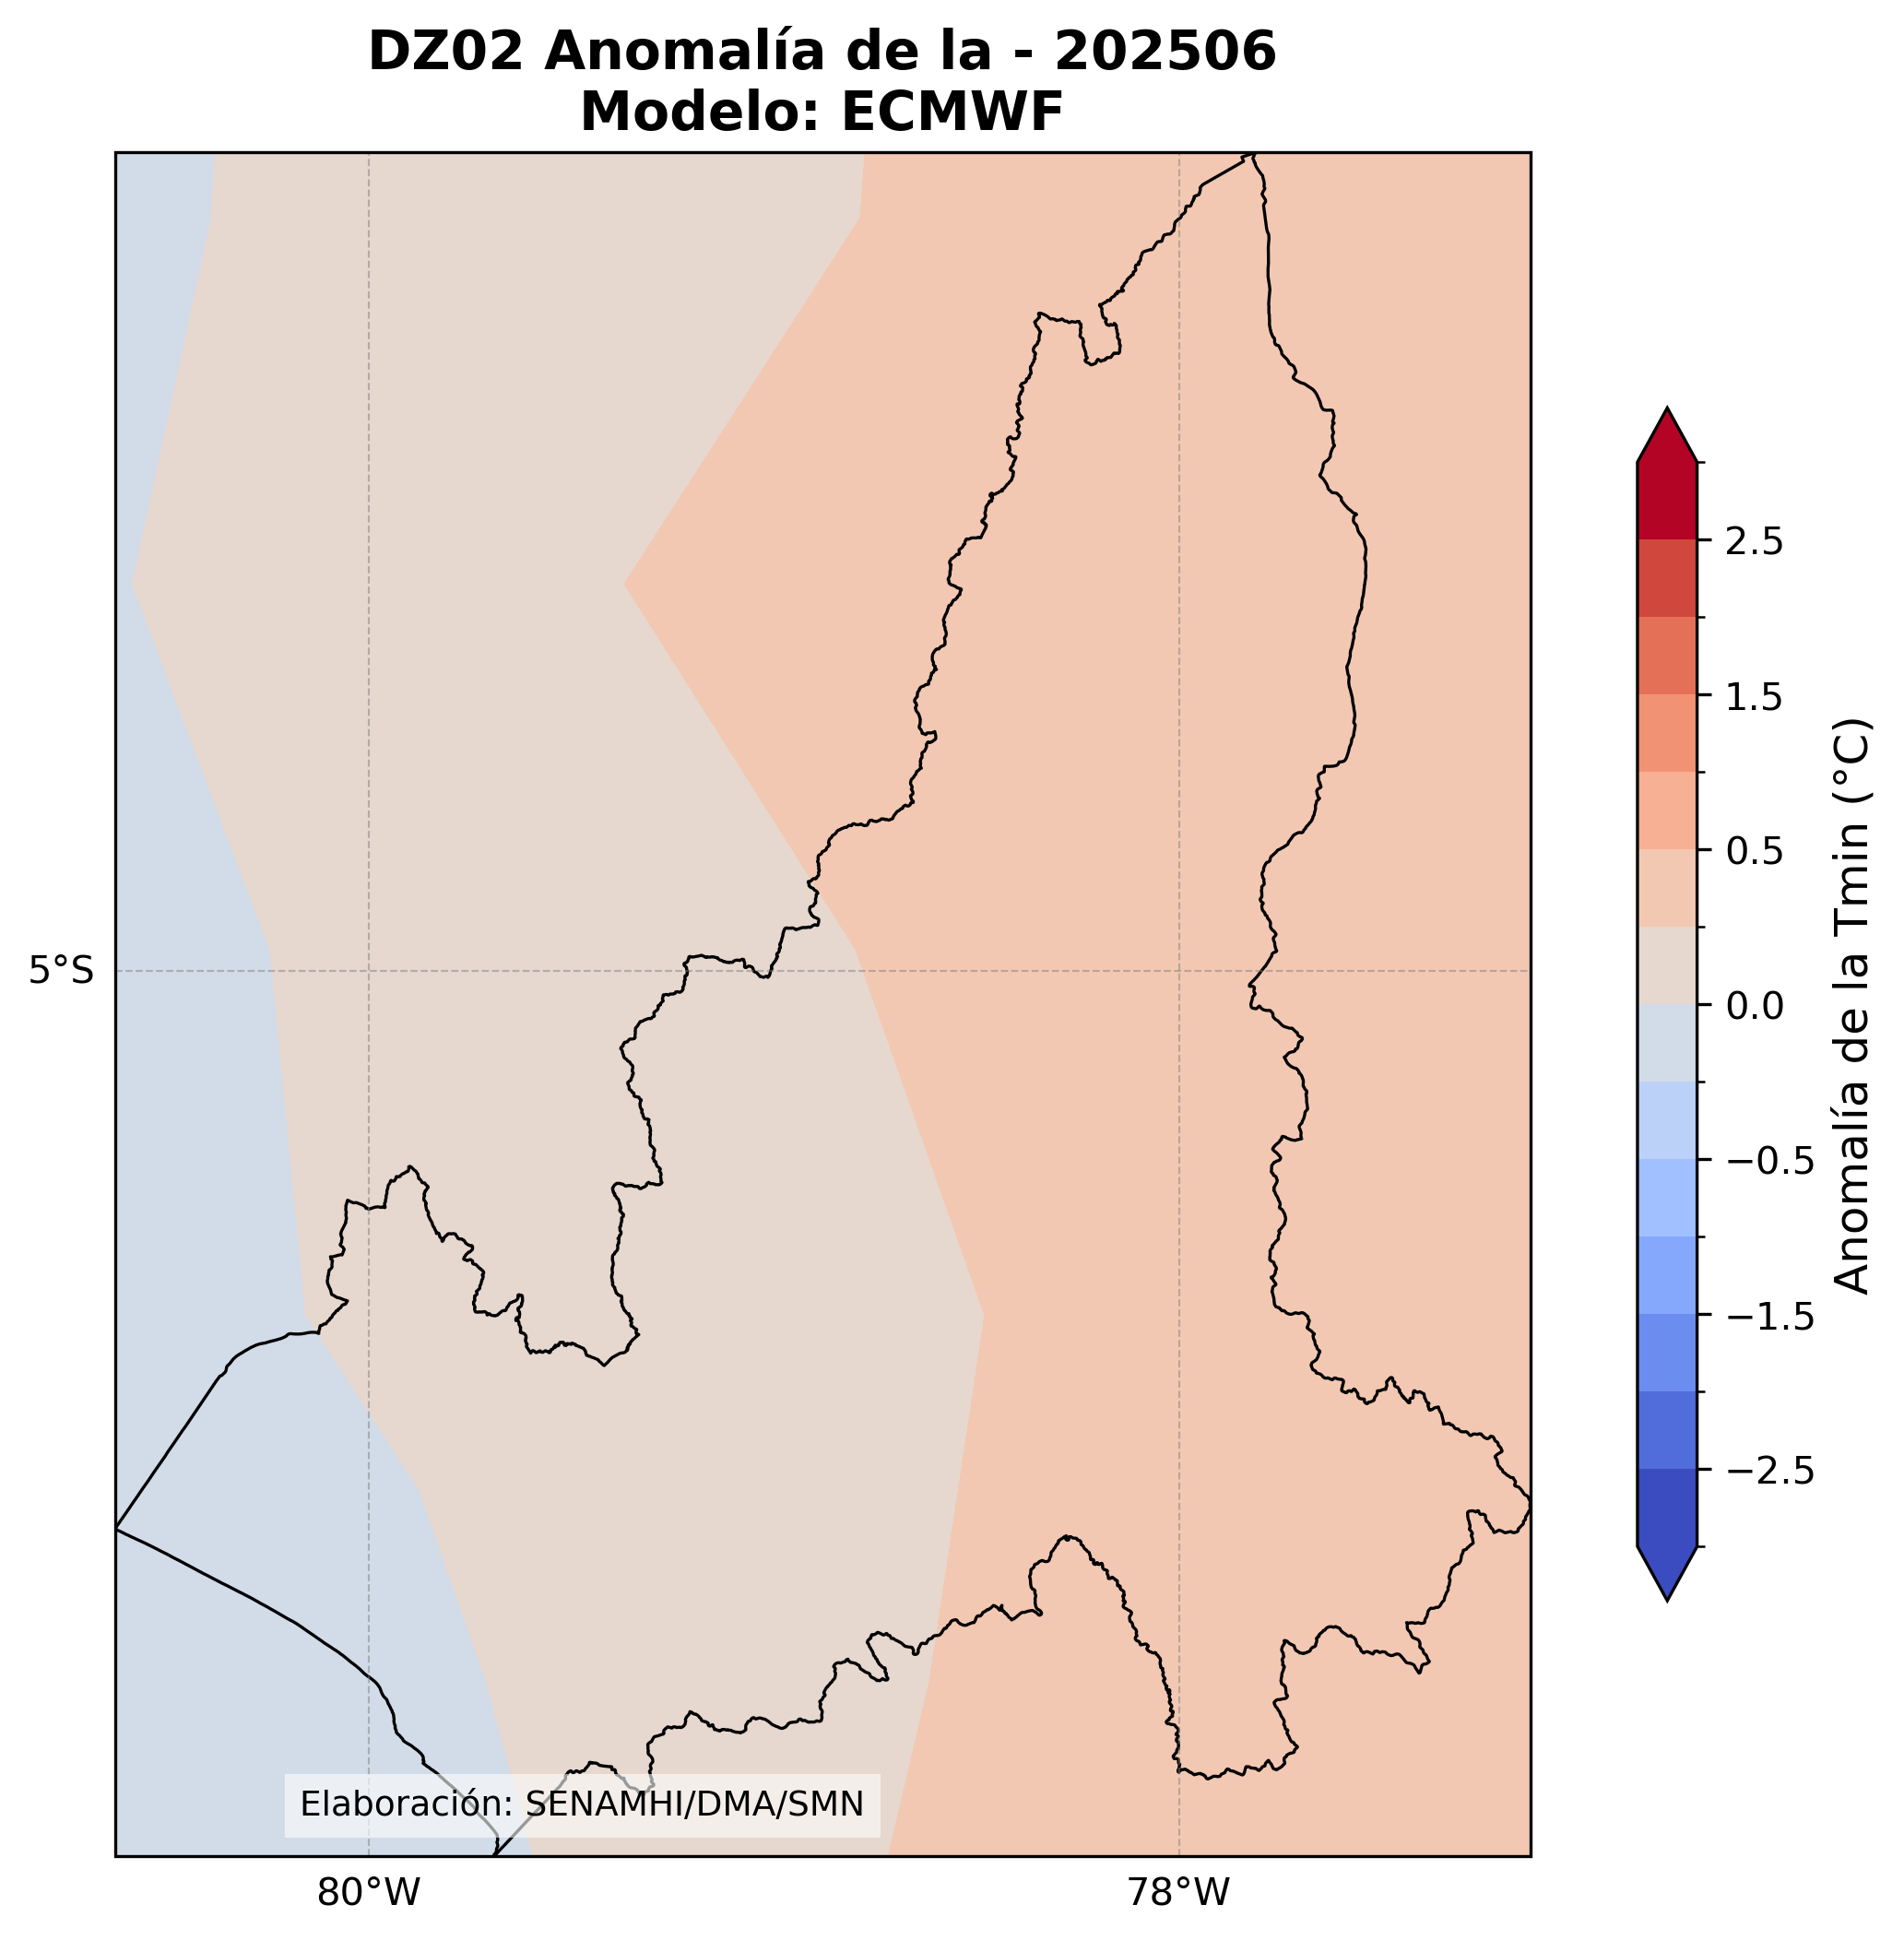 DZ02 Anomalía de la - 202506
Modelo: ECMWF
5°S
80°W
78°W
Elaboración: SENAMHI/DMA/SMN
2.5
1.5
0.5
0.0
−0.5
−1.5
−2.5
Anomalía de la Tmin (°C)